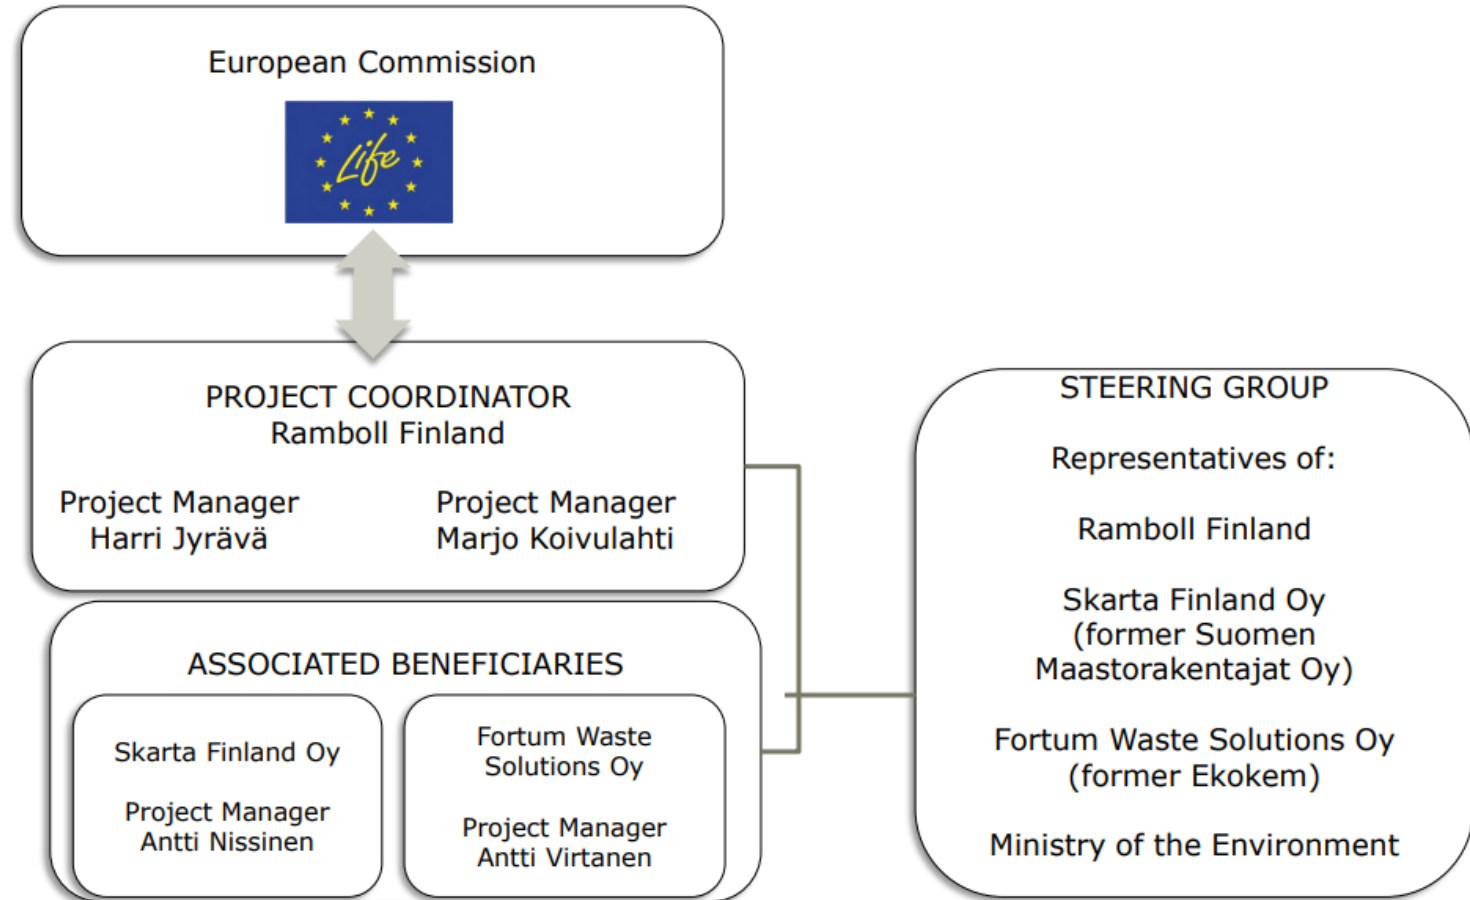 European Commission
Life
PROJECT COORDINATOR
Ramboll Finland
Project Manager
Harri Jyrävä
Project Manager
Marjo Koivulahti
ASSOCIATED BENEFICIARIES
Skarta Finland Oy
Project Manager
Antti Nissinen
Fortum Waste
Solutions Oy
Project Manager
Antti Virtanen
STEERING GROUP
Representatives of:
Ramboll Finland
Skarta Finland Oy
(former Suomen
Maastorakentajat Oy)
Fortum Waste Solutions Oy
(former Ekokem)
Ministry of the Environment